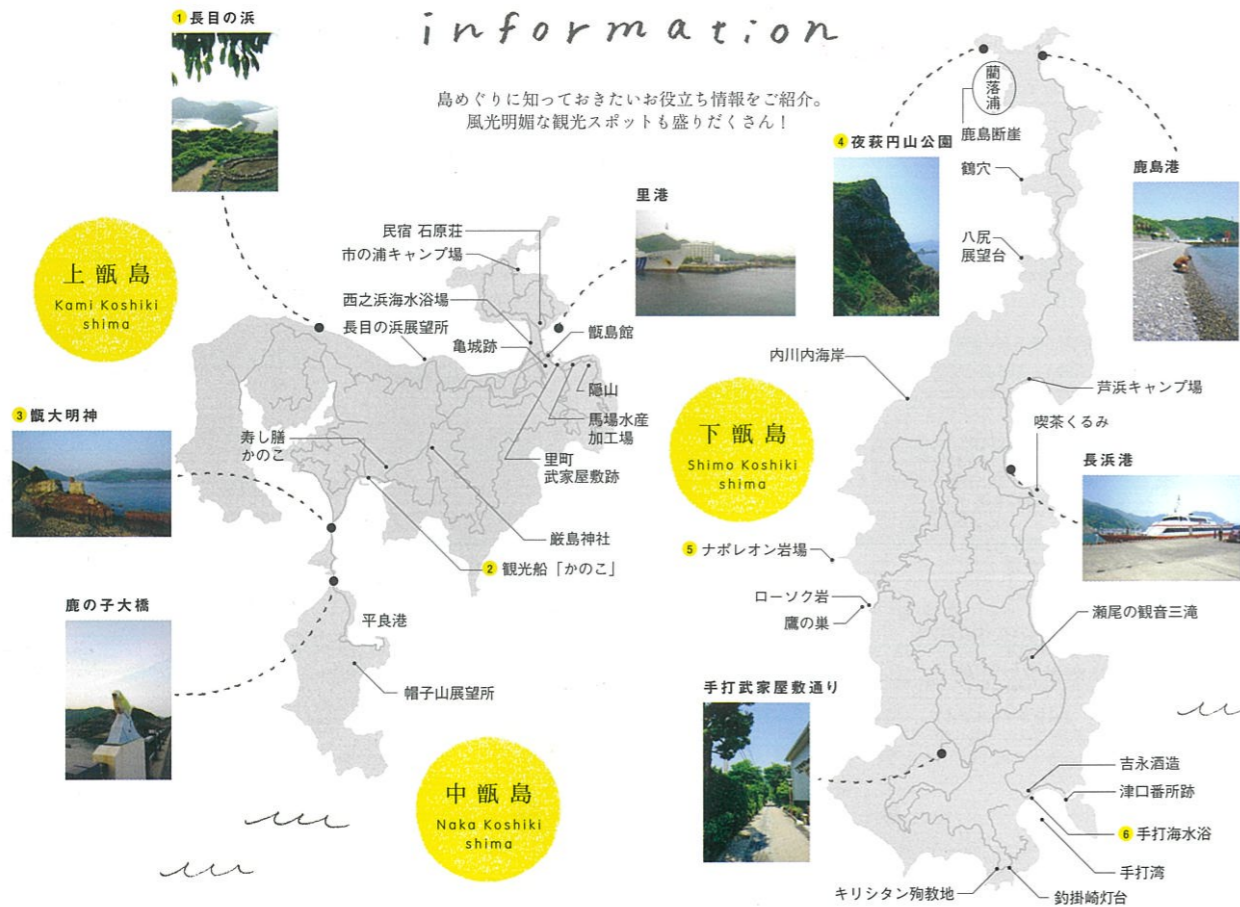 information
島めぐりに知っておきたいお役立ち情報をご紹介。
風光明媚な観光スポットも盛りだくさん！
1 長目の浜
上甑島
Kami Koshiki
shima
民宿 石原荘
市の浦キャンプ場
西之浜海水浴場
長目の浜展望所
亀城跡
里港
甑島館
隠山
馬場水産
加工場
里町
武家屋敷跡
3 甑大明神
寿し膳
かのこ
厳島神社
2 観光船「かのこ」
鹿の子大橋
平良港
帽子山展望所
中甑島
Naka Koshiki
shima
藺落浦
鹿島断崖
4 夜萩円山公園
鶴穴
鹿島港
八尻
展望台
内川内海岸
芦浜キャンプ場
下甑島
Shimo Koshiki
shima
喫茶くるみ
長浜港
5 ナポレオン岩場
ローソク岩
鷹の巣
瀬尾の観音三滝
手打武家屋敷通り
吉永酒造
津口番所跡
6 手打海水浴
手打湾
キリシタン殉教地
釣掛崎灯台